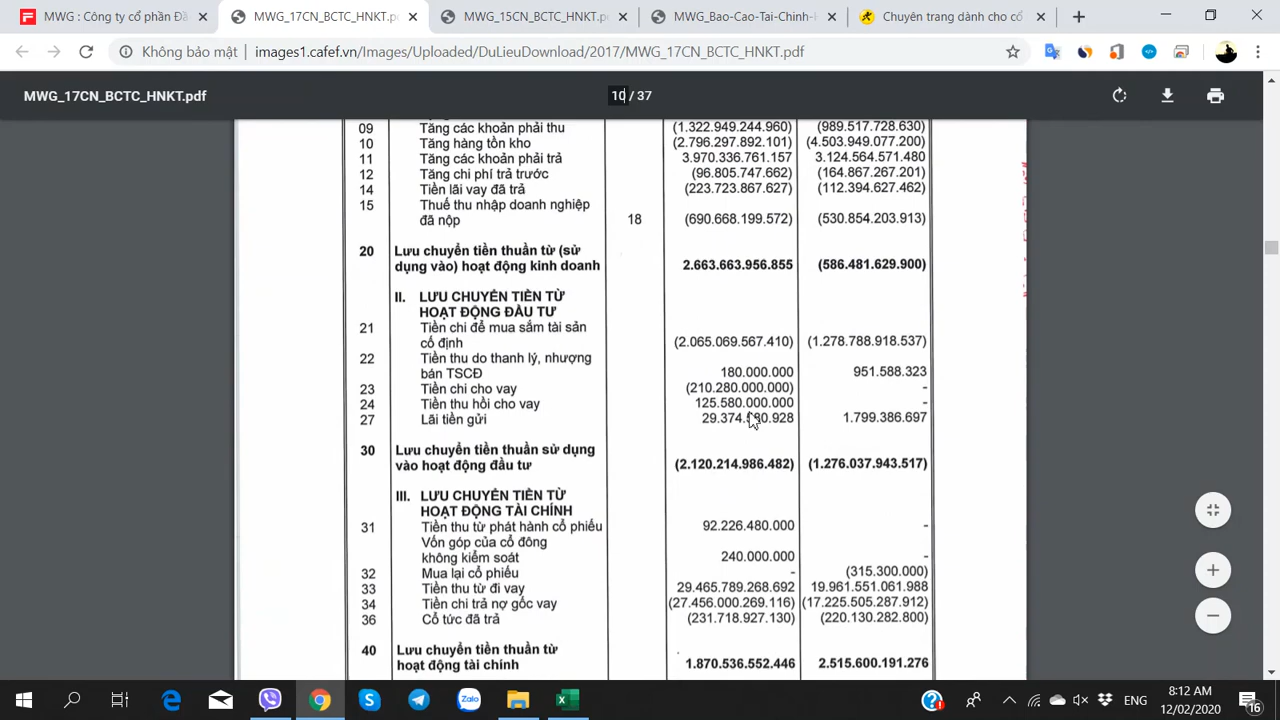 MWG : Công ty cổ phần Đầ
MWG_17CN_BCTC_HNKT.pdf
MWG_15CN_BCTC_HNKT.pdf
MWG_Bao-Cao-Tai-Chinh-H
Chuyên trang dành cho cổ
Không bảo mật
images1.cafef.vn/Images/Uploaded/DuLieuDownload/2017/MWG_17CN_BCTC_HNKT.pdf
MWG_17CN_BCTC_HNKT.pdf
10 / 37
09 Tăng các khoản phải thu (1.322.949.244.960) (989.517.728.630)
10 Tăng hàng tồn kho (2.796.297.892.101) (4.503.949.077.200)
11 Tăng các khoản phải trả 3.970.336.761.157 3.124.564.571.480
12 Tăng chi phí trả trước (96.805.747.662) (164.867.267.201)
14 Tiền lãi vay đã trả (223.723.867.627) (112.394.627.462)
15 Thuế thu nhập doanh nghiệp
đã nộp 18 (690.668.199.572) (530.854.203.913)
20 Lưu chuyển tiền thuần từ (sử
dụng vào) hoạt động kinh doanh 2.663.663.956.855 (586.481.629.900)
II. LƯU CHUYỂN TIỀN TỪ
HOẠT ĐỘNG ĐẦU TƯ
21 Tiền chi để mua sắm tài sản
cố định (2.065.069.567.410) (1.278.788.918.537)
22 Tiền thu do thanh lý, nhượng
bán TSCĐ 180.000.000 951.588.323
23 Tiền chi cho vay (210.280.000.000) -
24 Tiền thu hồi cho vay 125.580.000.000 -
27 Lãi tiền gửi 1.799.386.697
30 Lưu chuyển tiền thuần sử dụng
vào hoạt động đầu tư (2.120.214.986.482) (1.276.037.943.517)
III. LƯU CHUYỂN TIỀN TỪ
HOẠT ĐỘNG TÀI CHÍNH
31 Tiền thu từ phát hành cổ phiếu 92.226.480.000 -
Vốn góp của cổ đông
không kiểm soát 240.000.000 -
32 Mua lại cổ phiếu - (315.300.000)
33 Tiền thu từ đi vay 29.465.789.268.692 19.961.551.061.988
34 Tiền chi trả nợ gốc vay (27.456.000.269.116) (17.225.505.287.912)
36 Cổ tức đã trả (231.718.927.130) (220.130.282.800)
40 Lưu chuyển tiền thuần từ
hoạt động tài chính 1.870.536.552.446 2.515.600.191.276
Zalo
ENG
8:12 AM
12/02/2020
16